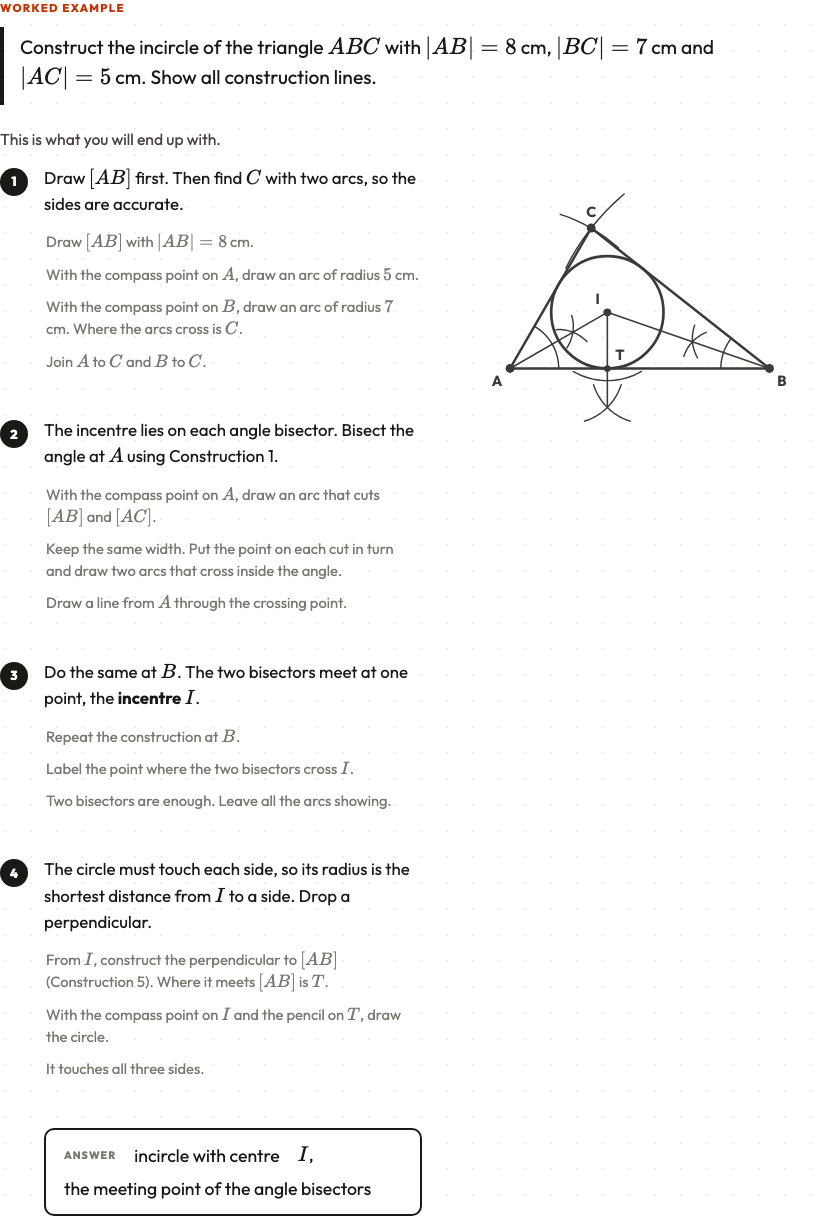 WORKED EXAMPLE
Construct the incircle of the triangle ABC with |AB| = 8 cm, |BC| = 7 cm and
|AC| = 5 cm. Show all construction lines.
This is what you will end up with.
1 Draw [AB] first. Then find C with two arcs, so the
sides are accurate.
Draw [AB] with |AB| = 8 cm.
With the compass point on A, draw an arc of radius 5 cm.
With the compass point on B, draw an arc of radius 7
cm. Where the arcs cross is C.
Join A to C and B to C.
2 The incentre lies on each angle bisector. Bisect the
angle at A using Construction 1.
With the compass point on A, draw an arc that cuts
[AB] and [AC].
Keep the same width. Put the point on each cut in turn
and draw two arcs that cross inside the angle.
Draw a line from A through the crossing point.
3 Do the same at B. The two bisectors meet at one
point, the incentre I.
Repeat the construction at B.
Label the point where the two bisectors cross I.
Two bisectors are enough. Leave all the arcs showing.
4 The circle must touch each side, so its radius is the
shortest distance from I to a side. Drop a
perpendicular.
From I, construct the perpendicular to [AB]
(Construction 5). Where it meets [AB] is T.
With the compass point on I and the pencil on T, draw
the circle.
It touches all three sides.
ANSWER incircle with centre I,
the meeting point of the angle bisectors
C
I
T
A
B